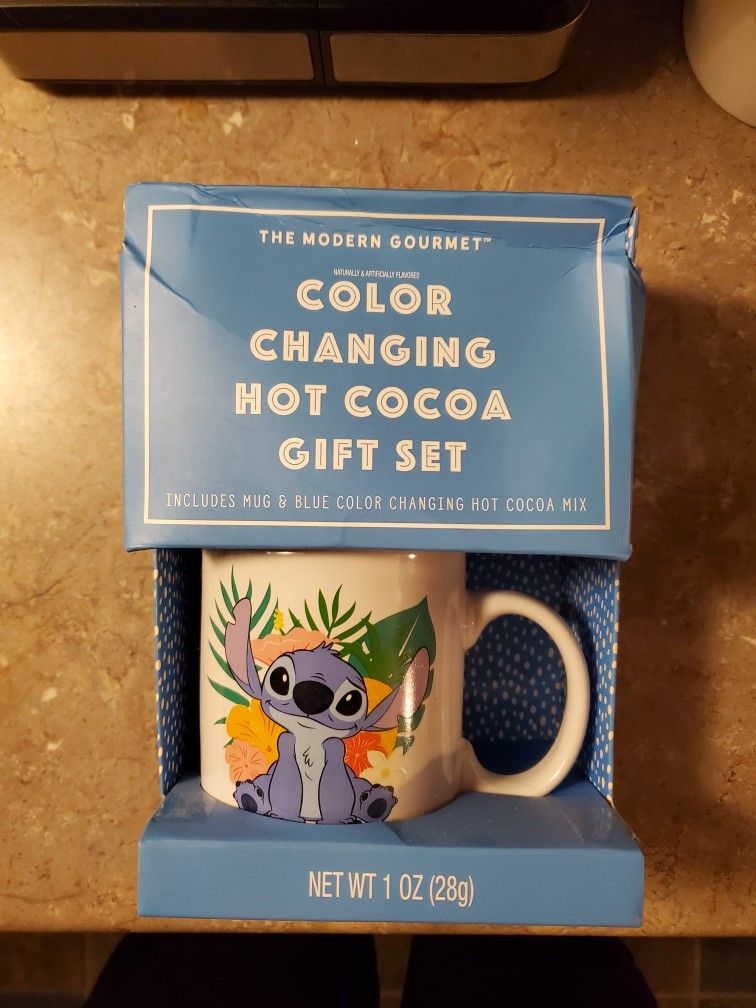 THE MODERN GOURMET™
NATURALLY & ARTIFICIALLY FLAVORED
COLOR
CHANGING
HOT COCOA
GIFT SET
INCLUDES MUG & BLUE COLOR CHANGING HOT COCOA MIX
NET WT 1 OZ (28g)